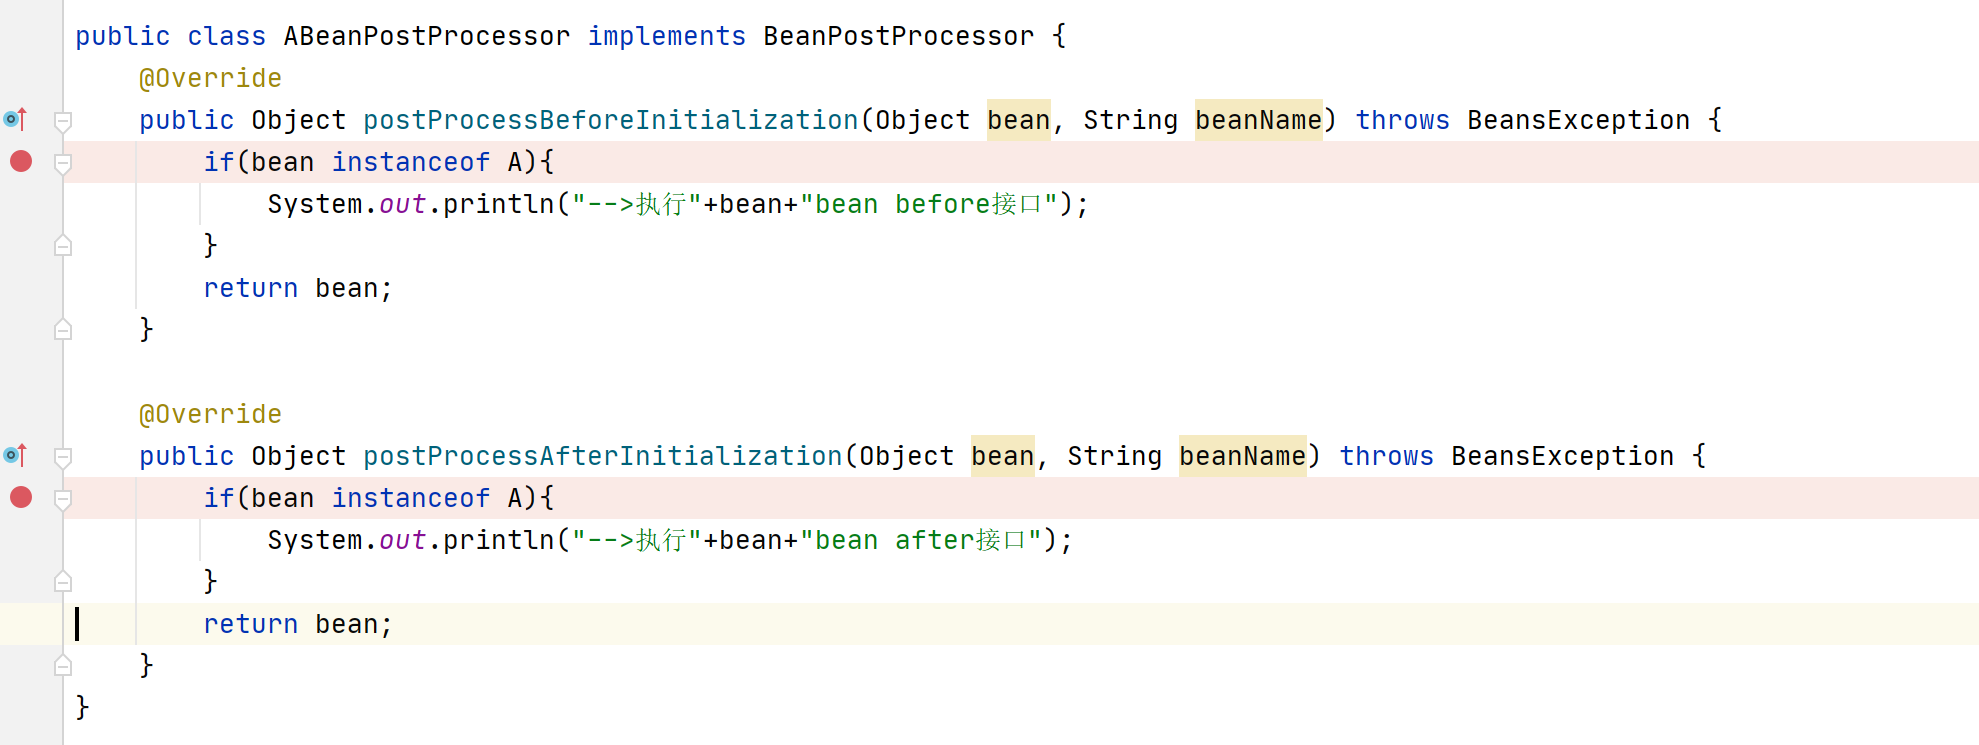 public class ABeanPostProcessor implements BeanPostProcessor {
    @Override
    public Object postProcessBeforeInitialization(Object bean, String beanName) throws BeansException {
        if(bean instanceof A){
            System.out.println("-->执行"+bean+"bean before接口");
        }
        return bean;
    }

    @Override
    public Object postProcessAfterInitialization(Object bean, String beanName) throws BeansException {
        if(bean instanceof A){
            System.out.println("-->执行"+bean+"bean after接口");
        }
        return bean;
    }
}